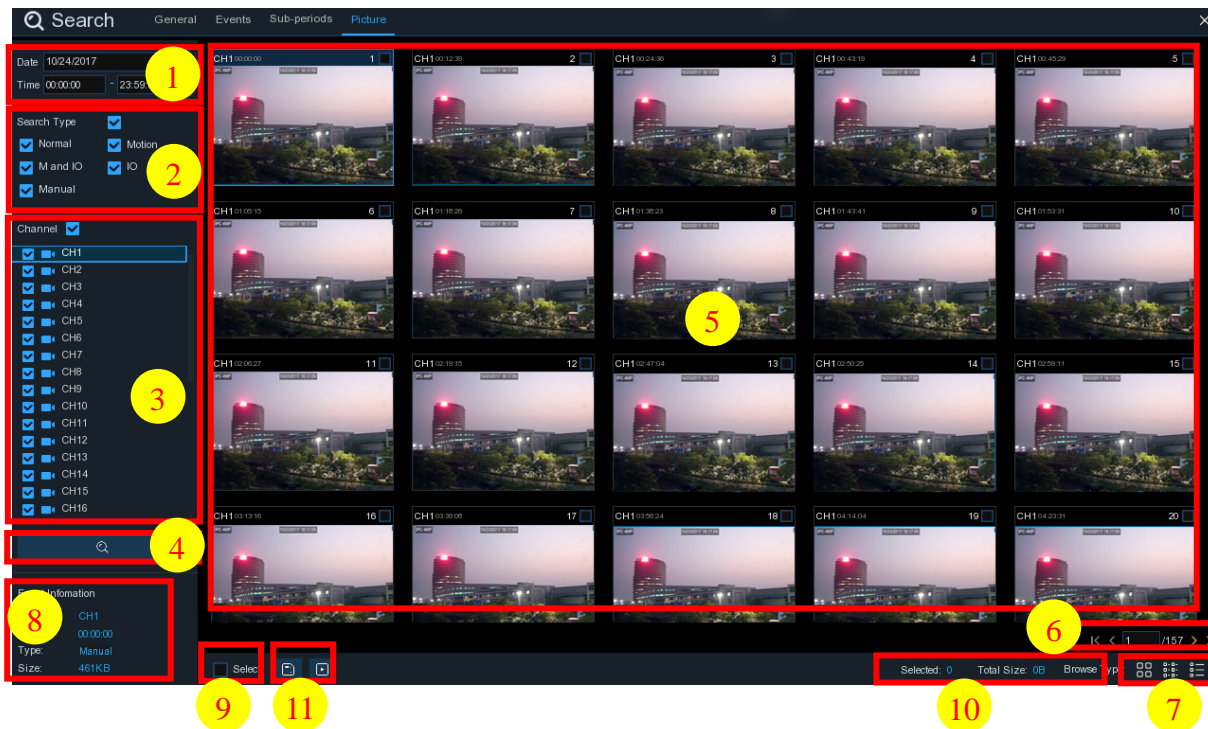 Search General Events Sub-periods Picture
Date 10/24/2017
Time 00:00:00 - 23:59:
1
Search Type
Normal Motion
M and IO IO
Manual
2
Channel
CH1
CH2
CH3
CH4
CH5
CH6
CH7
CH8
CH9
CH10
CH11
CH12
CH13
CH14
CH15
CH16
3
4
Infomation
CH1
00:00:00
Type: Manual
Size: 461KB
8
CH1 00:00:00 1 CH1 00:12:39 2 CH1 00:24:36 3 CH1 00:43:19 4 CH1 00:45:29 5
CH1 01:05:15 6 CH1 01:18:26 7 CH1 01:38:23 8 CH1 01:43:41 9 CH1 01:53:31 10
5
CH1 02:06:27 11 CH1 02:19:15 12 CH1 02:47:04 13 CH1 02:50:25 14 CH1 02:59:11 15
CH1 03:13:16 16 CH1 03:39:08 17 CH1 03:56:24 18 CH1 04:14:04 19 CH1 04:23:31 20
6
1 /157
Selec
Selected: 0 Total Size: 0B Browse Typ
9 11 10 7